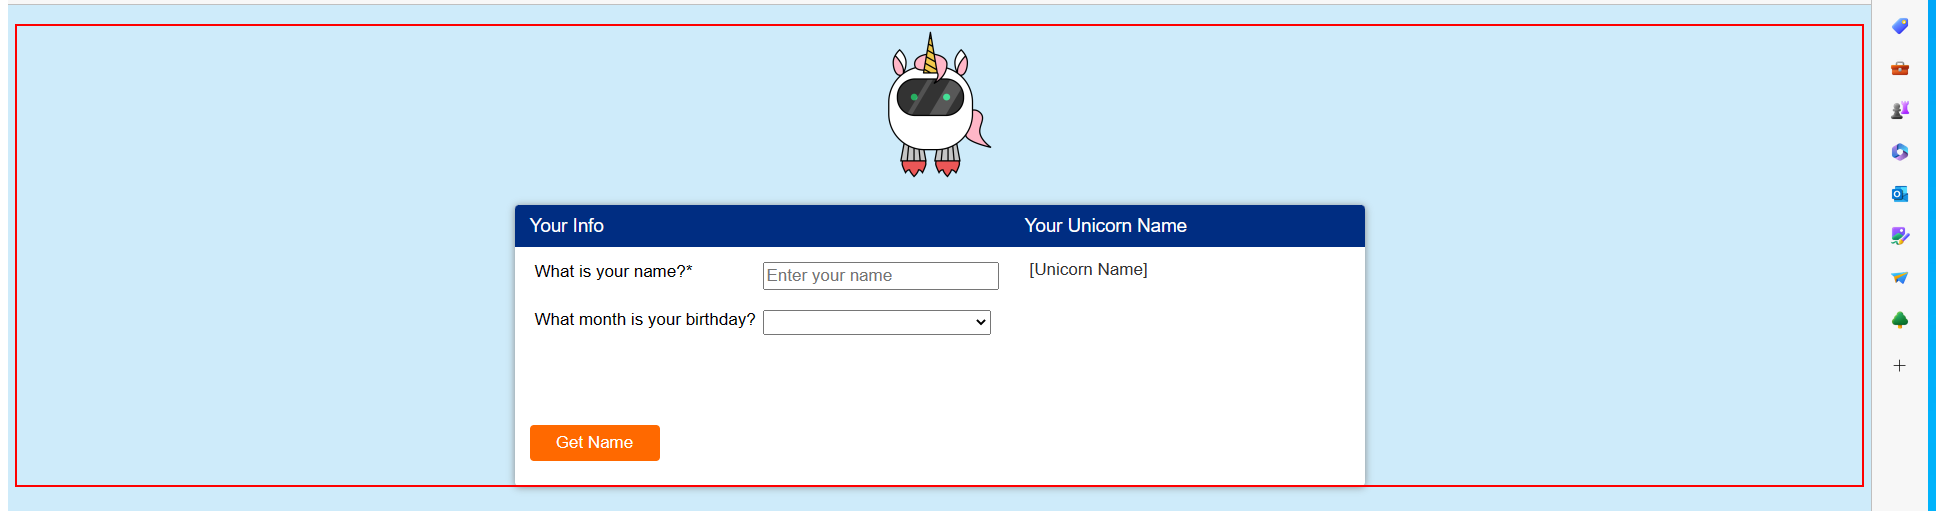 Your Info
Your Unicorn Name
What is your name?*
Enter your name
[Unicorn Name]
What month is your birthday?
Get Name